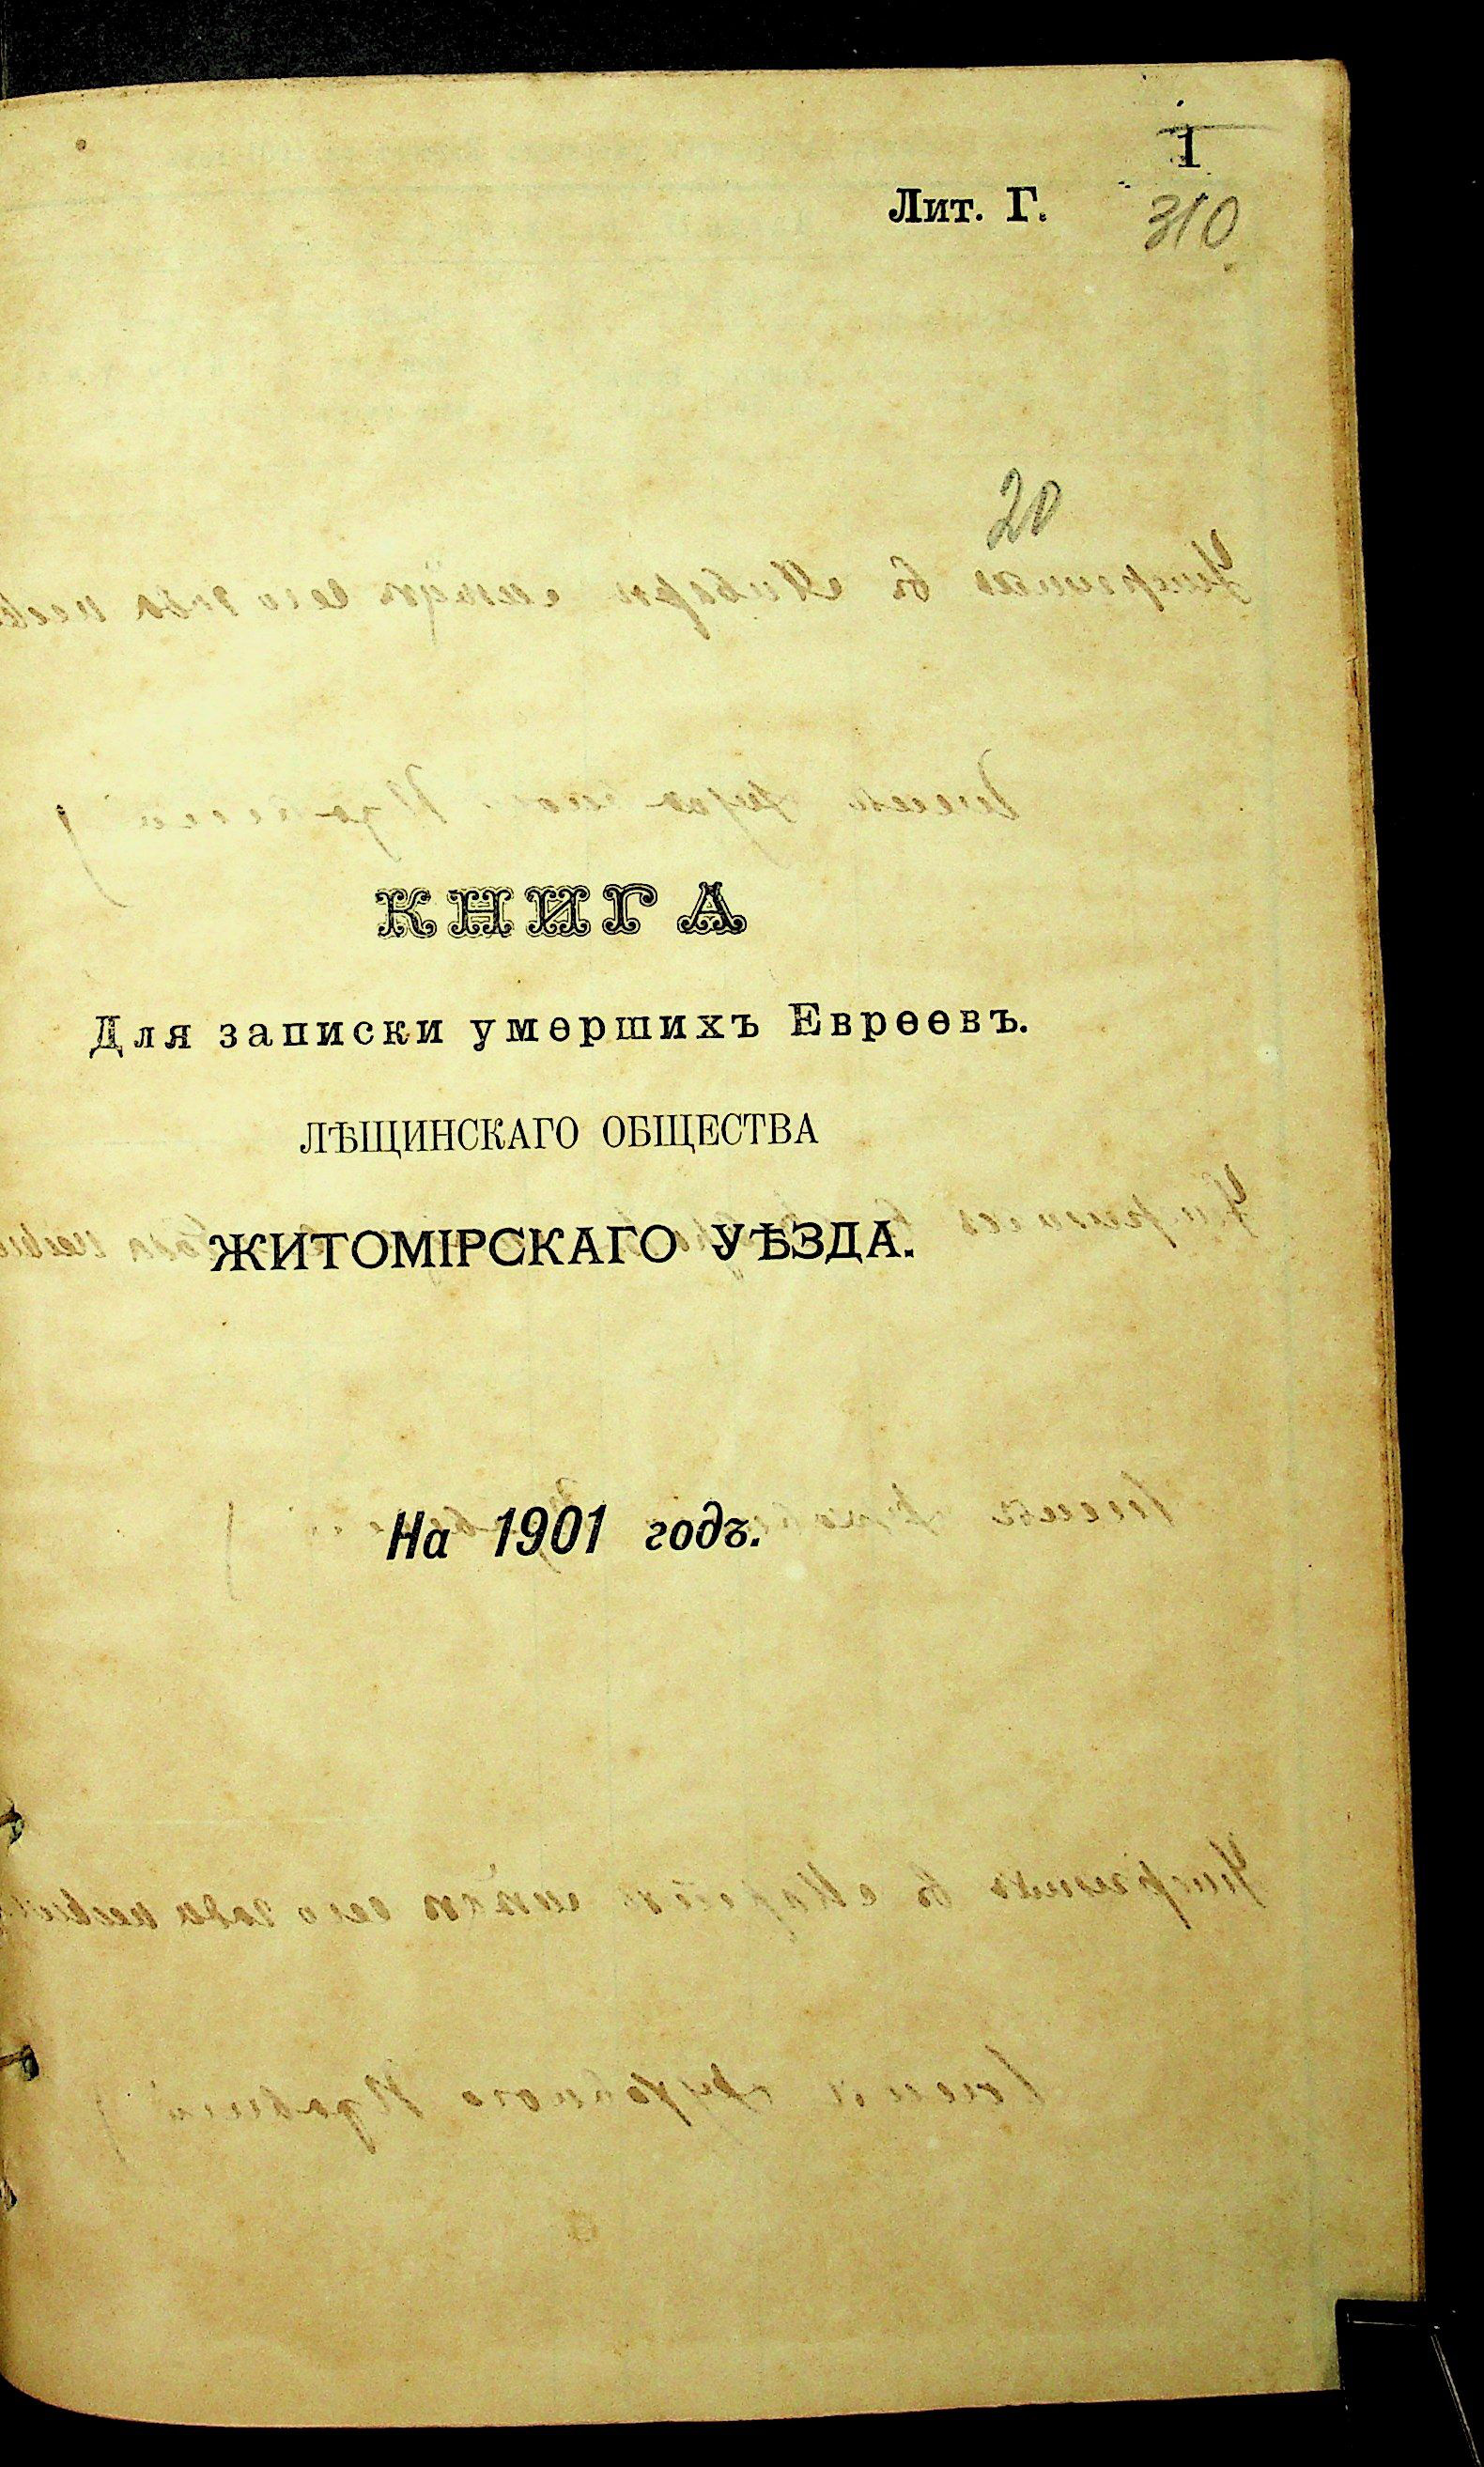 1
Лит. Г.
310
20
КНИГА
Для записки умершихъ Евреевъ.
ЛѢЩИНСКАГО ОБЩЕСТВА
ЖИТОМІРСКАГО УѢЗДА.
На 1901 годъ.